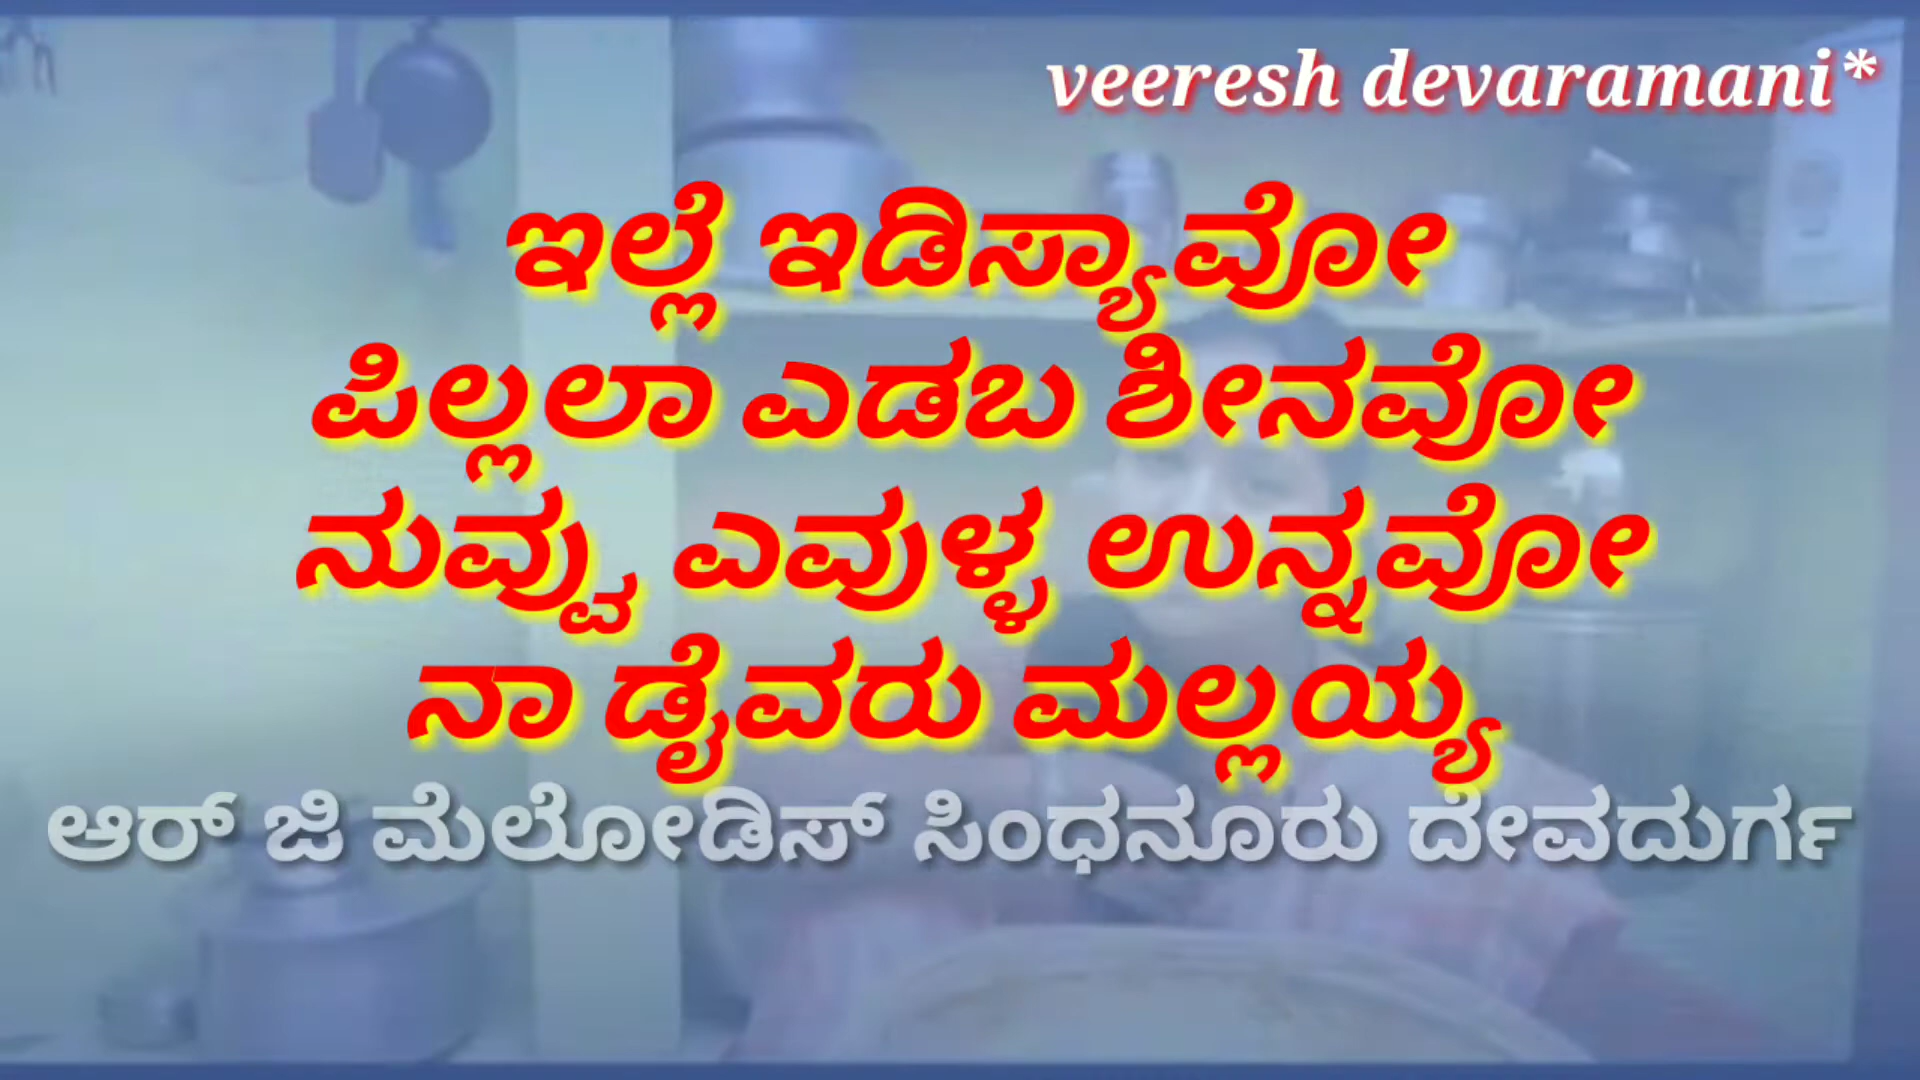 veeresh devaramani*
ಇಲ್ಲೆ ಇಡಿಸ್ಯಾವೋ
ಪಿಲ್ಲಲಾ ಎಡಬ ಶೀನವೋ
ನುವ್ವು ಎವುಳ್ಳ ಉನ್ನವೋ
ನಾ ಡೈವರು ಮಲ್ಲಯ್ಯ
ಆರ್ ಜಿ ಮೆಲೋಡಿಸ್ ಸಿಂಧನೂರು ದೇವದುರ್ಗ